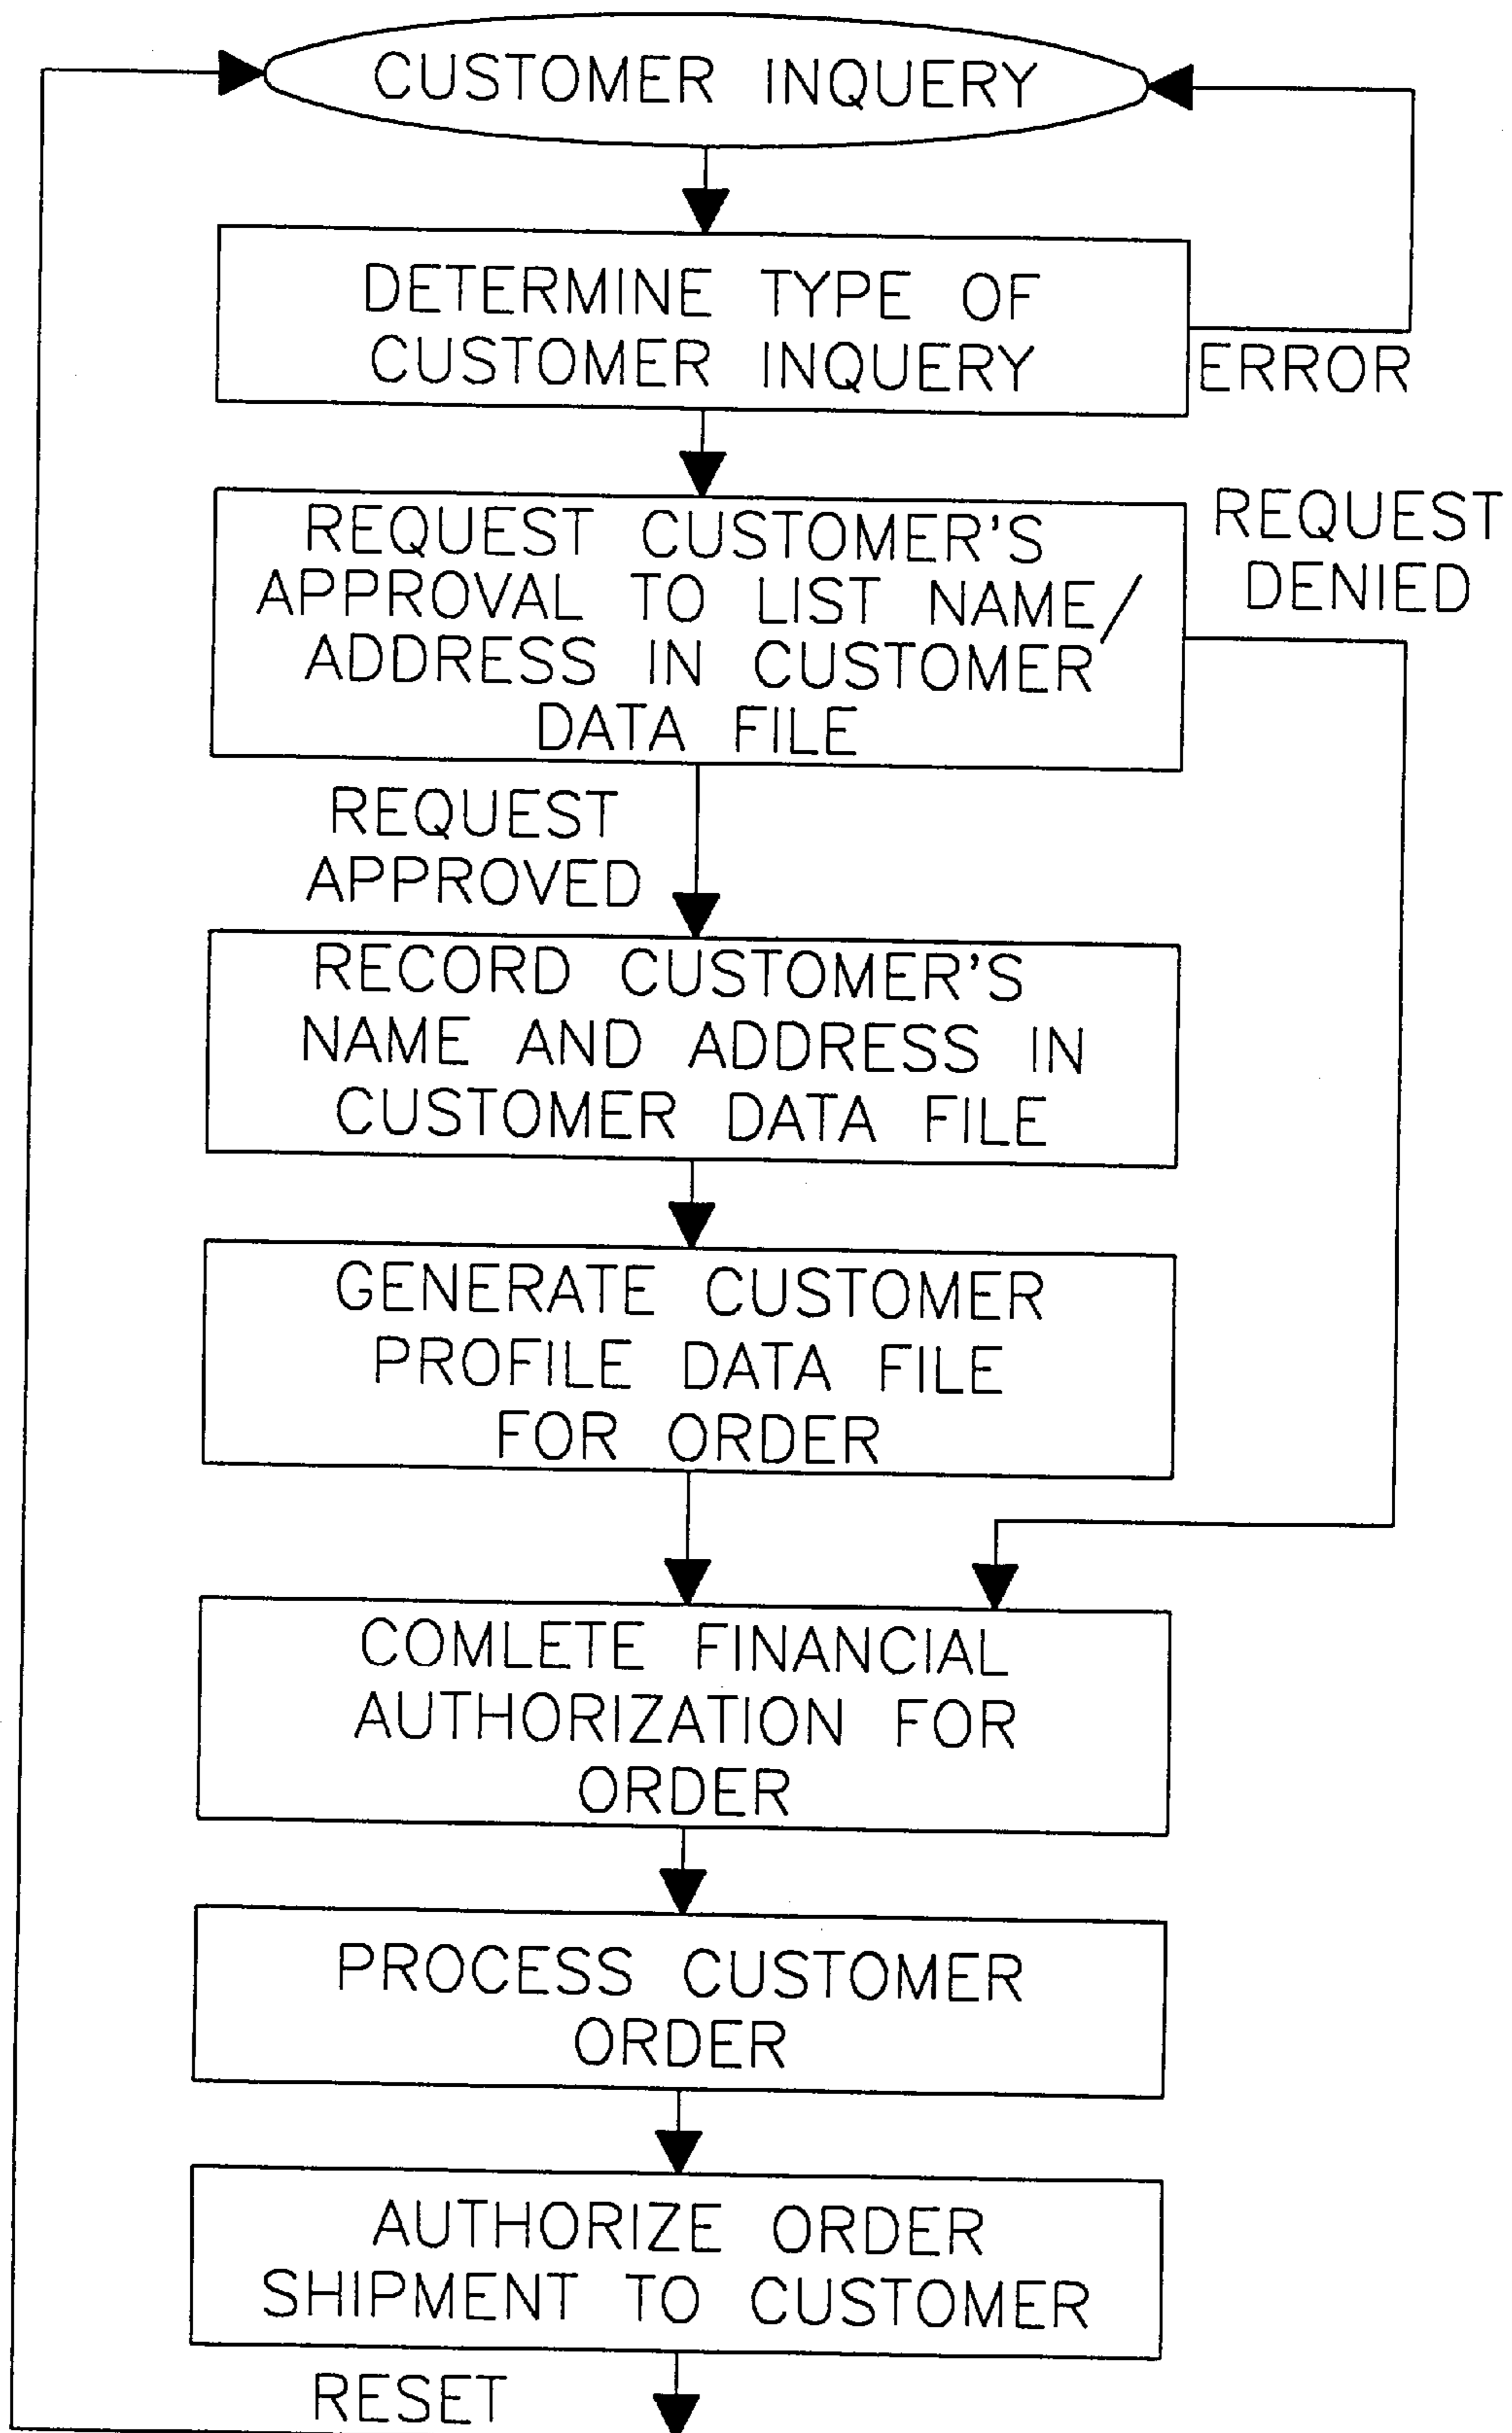 CUSTOMER INQUERY
DETERMINE TYPE OF
CUSTOMER INQUERY
ERROR
REQUEST CUSTOMER'S
APPROVAL TO LIST NAME/
ADDRESS IN CUSTOMER
DATA FILE
REQUEST
DENIED
REQUEST
APPROVED
RECORD CUSTOMER'S
NAME AND ADDRESS IN
CUSTOMER DATA FILE
GENERATE CUSTOMER
PROFILE DATA FILE
FOR ORDER
COMLETE FINANCIAL
AUTHORIZATION FOR
ORDER
PROCESS CUSTOMER
ORDER
AUTHORIZE ORDER
SHIPMENT TO CUSTOMER
RESET